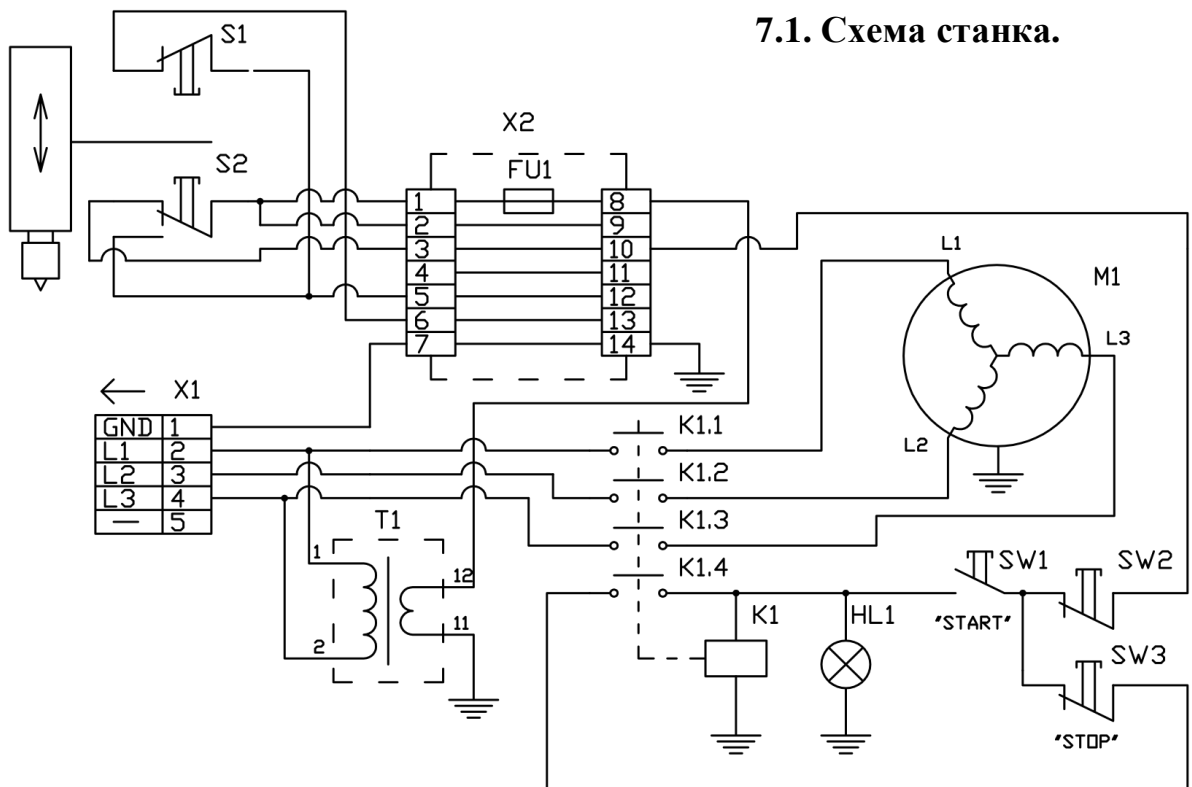 7.1. Схема станка.
S1
X2
S2
FU1
1 8
2 9
3 10
4 11
5 12
6 13
7 14
L1
M1
L3
L2
← X1
GND 1
L1 2
L2 3
L3 4
— 5
K1.1
K1.2
K1.3
K1.4
T1
1
2
12
11
K1
HL1
SW1
"START"
SW2
SW3
"STOP"